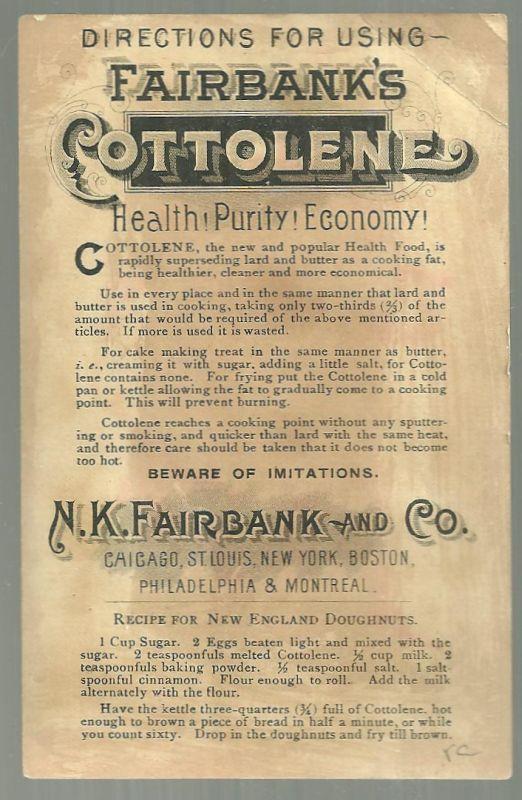 DIRECTIONS FOR USING—
FAIRBANK'S
COTTOLENE
Health! Purity! Economy!
COTTOLENE, the new and popular Health Food, is
rapidly superseding lard and butter as a cooking fat,
being healthier, cleaner and more economical.
Use in every place and in the same manner that lard and
butter is used in cooking, taking only two-thirds (⅔) of the
amount that would be required of the above mentioned ar-
ticles. If more is used it is wasted.
For cake making treat in the same manner as butter,
i. e., creaming it with sugar, adding a little salt, for Cotto-
lene contains none. For frying put the Cottolene in a cold
pan or kettle allowing the fat to gradually come to a cooking
point. This will prevent burning.
Cottolene reaches a cooking point without any sputter-
ing or smoking, and quicker than lard with the same heat,
and therefore care should be taken that it does not become
too hot.
BEWARE OF IMITATIONS.
N.K. FAIRBANK AND CO.
CHICAGO, ST. LOUIS, NEW YORK, BOSTON,
PHILADELPHIA & MONTREAL.
RECIPE FOR NEW ENGLAND DOUGHNUTS.
1 Cup Sugar. 2 Eggs beaten light and mixed with the
sugar. 2 teaspoonfuls melted Cottolene. ½ cup milk. 2
teaspoonfuls baking powder. ½ teaspoonful salt. 1 salt
spoonful cinnamon. Flour enough to roll. Add the milk
alternately with the flour.
Have the kettle three-quarters (¾) full of Cottolene, hot
enough to brown a piece of bread in half a minute, or while
you count sixty. Drop in the doughnuts and fry till brown.